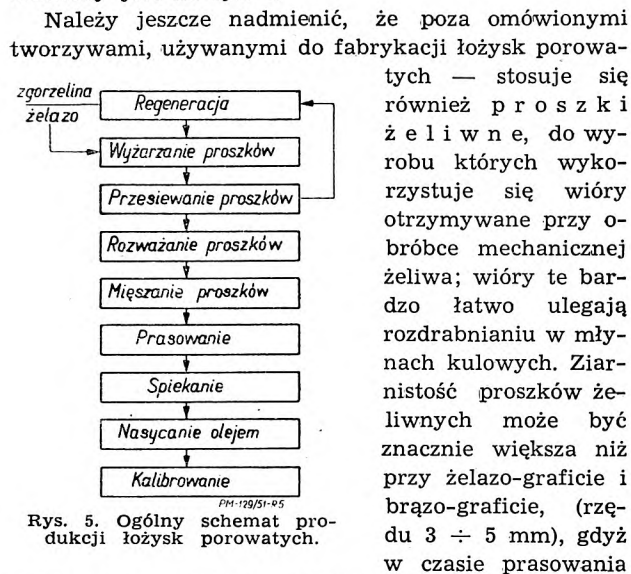 Należy jeszcze nadmienić, że poza omówionymi
tworzywami, używanymi do fabrykacji łożysk porowa-
tych — stosuje się
również proszki
żeliwne, do wy-
robu których wyko-
rzystuje się wióry
otrzymywane przy o-
bróbce mechanicznej
żeliwa; wióry te bar-
dzo łatwo ulegają
rozdrabnianiu w mły-
nach kulowych. Ziar-
nistość proszków że-
liwnych może być
znacznie większa niż
przy żelazo-graficie i
brązo-graficie, (rzę-
du 3 ÷ 5 mm), gdyż
w czasie prasowania
zgorzelina
żelazo
Regeneracja
Wyżarzanie proszków
Przesiewanie proszków
Rozważanie proszków
Mięszanie proszków
Prasowanie
Spiekanie
Nasycanie olejem
Kalibrowanie
PM-129/51-R5
Rys. 5. Ogólny schemat pro-
dukcji łożysk porowatych.